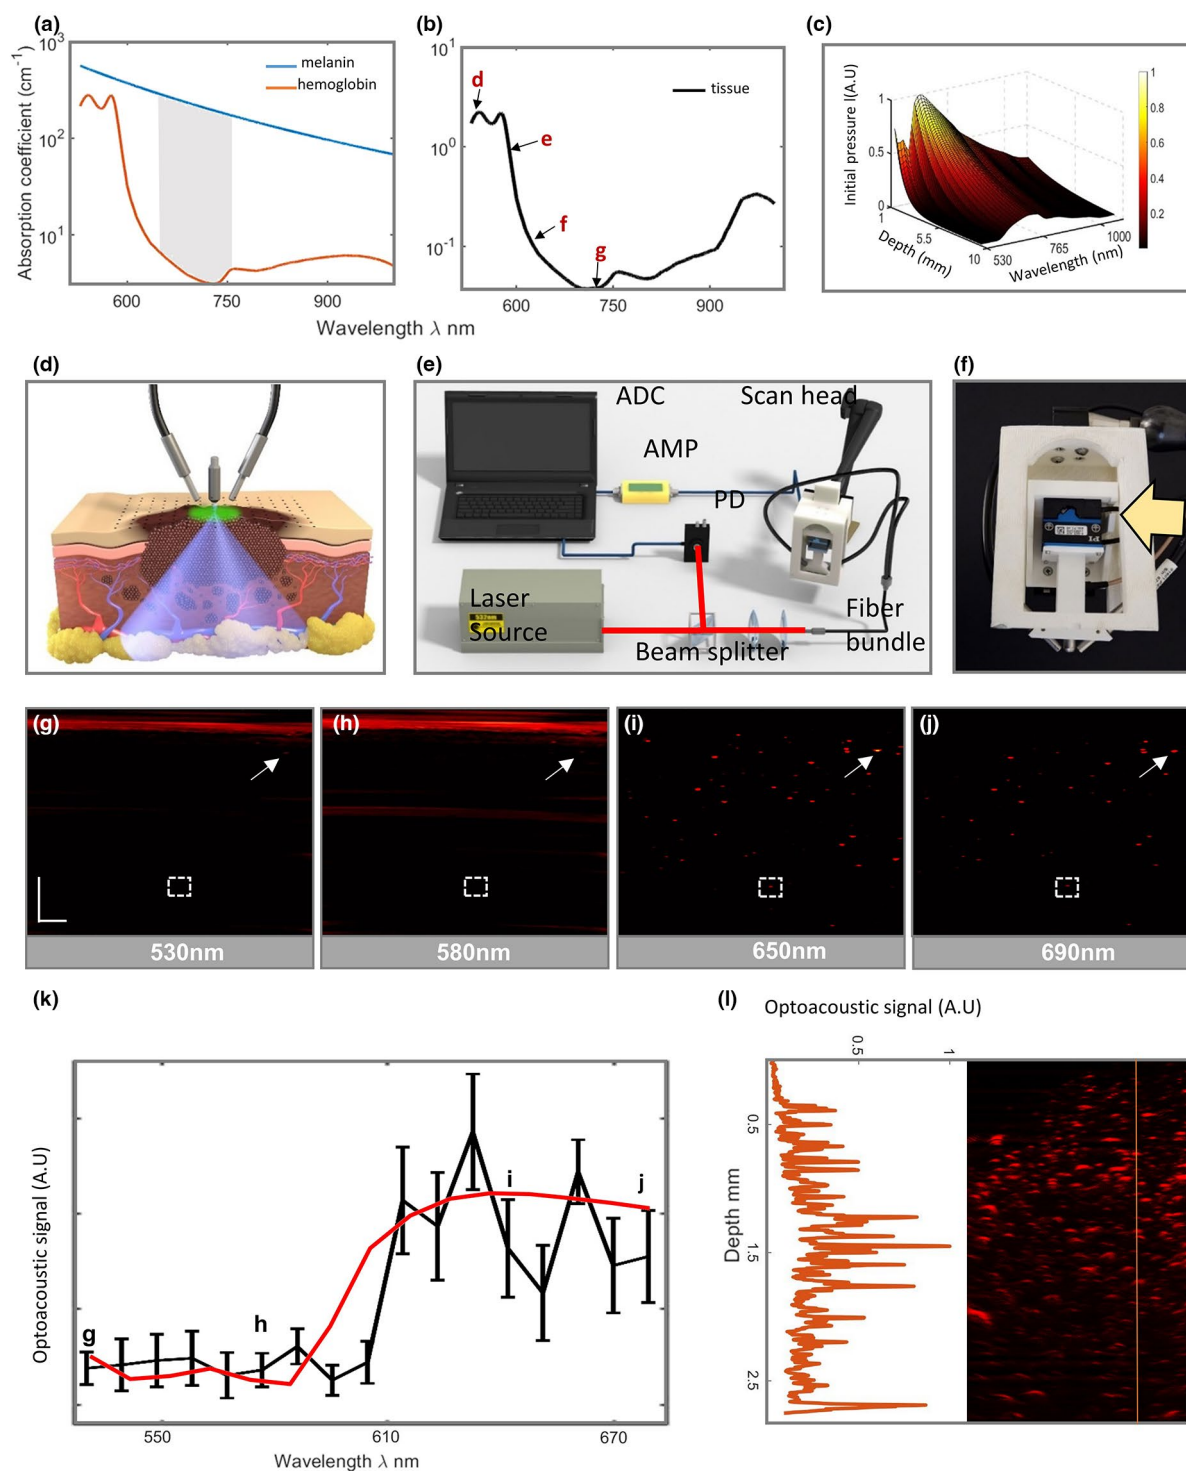 (a)
10³
10²
10¹
Absorption coefficient (cm⁻¹)
melanin
hemoglobin
600
750
900
(b)
10¹
10⁰
10⁻¹
tissue
d
e
f
g
600
750
900
Wavelength λ nm
(c)
Initial pressure I(A.U)
1
0.5
0
1
5.5
10
Depth (mm)
530
765
1000
Wavelength (nm)
1
0.8
0.6
0.4
0.2
(d)
(e)
ADC
Scan head
AMP
PD
Laser
Source
532nm
Beam splitter
Fiber
bundle
(f)
PI
(g)
530nm
(h)
580nm
(i)
650nm
(j)
690nm
(k)
Optoacoustic signal (A.U)
g
h
i
j
550
610
670
Wavelength λ nm
(l)
Optoacoustic signal (A.U)
0.5
1
0.5
1.5
2.5
Depth mm